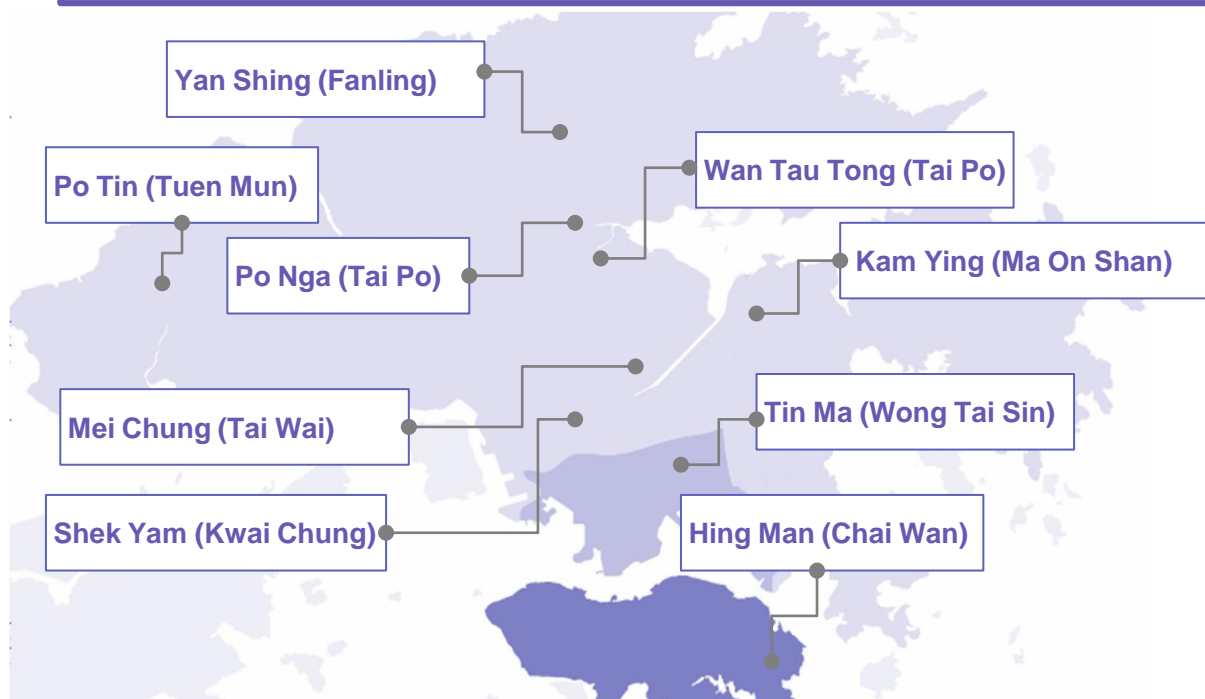 Yan Shing (Fanling)
Wan Tau Tong (Tai Po)
Po Tin (Tuen Mun)
Po Nga (Tai Po)
Kam Ying (Ma On Shan)
Mei Chung (Tai Wai)
Tin Ma (Wong Tai Sin)
Shek Yam (Kwai Chung)
Hing Man (Chai Wan)